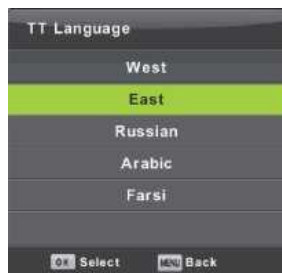 TT Language
West
East
Russian
Arabic
Farsi
OK Select MENU Back